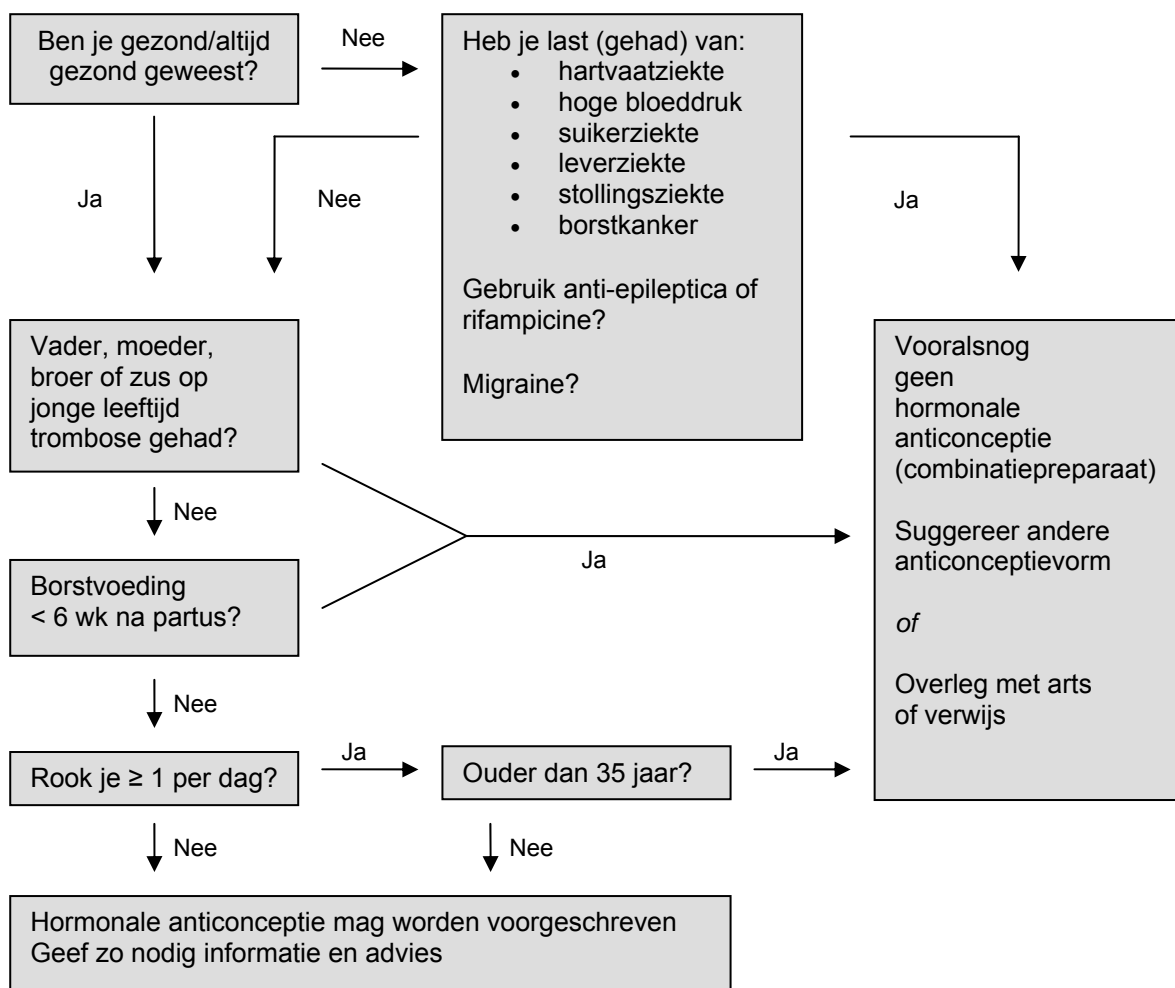 Ben je gezond/altijd
gezond geweest?
Nee
Heb je last (gehad) van:
• hartvaatziekte
• hoge bloeddruk
• suikerziekte
• leverziekte
• stollingsziekte
• borstkanker
Gebruik anti-epileptica of
rifampicine?
Migraine?
Ja
Nee
Ja
Vader, moeder,
broer of zus op
jonge leeftijd
trombose gehad?
Vooralsnog
geen
hormonale
anticonceptie
(combinatiepreparaat)
Suggereer andere
anticonceptievorm
of
Overleg met arts
of verwijs
Nee
Ja
Borstvoeding
< 6 wk na partus?
Nee
Rook je ≥ 1 per dag?
Ja
Ouder dan 35 jaar?
Ja
Nee
Nee
Hormonale anticonceptie mag worden voorgeschreven
Geef zo nodig informatie en advies